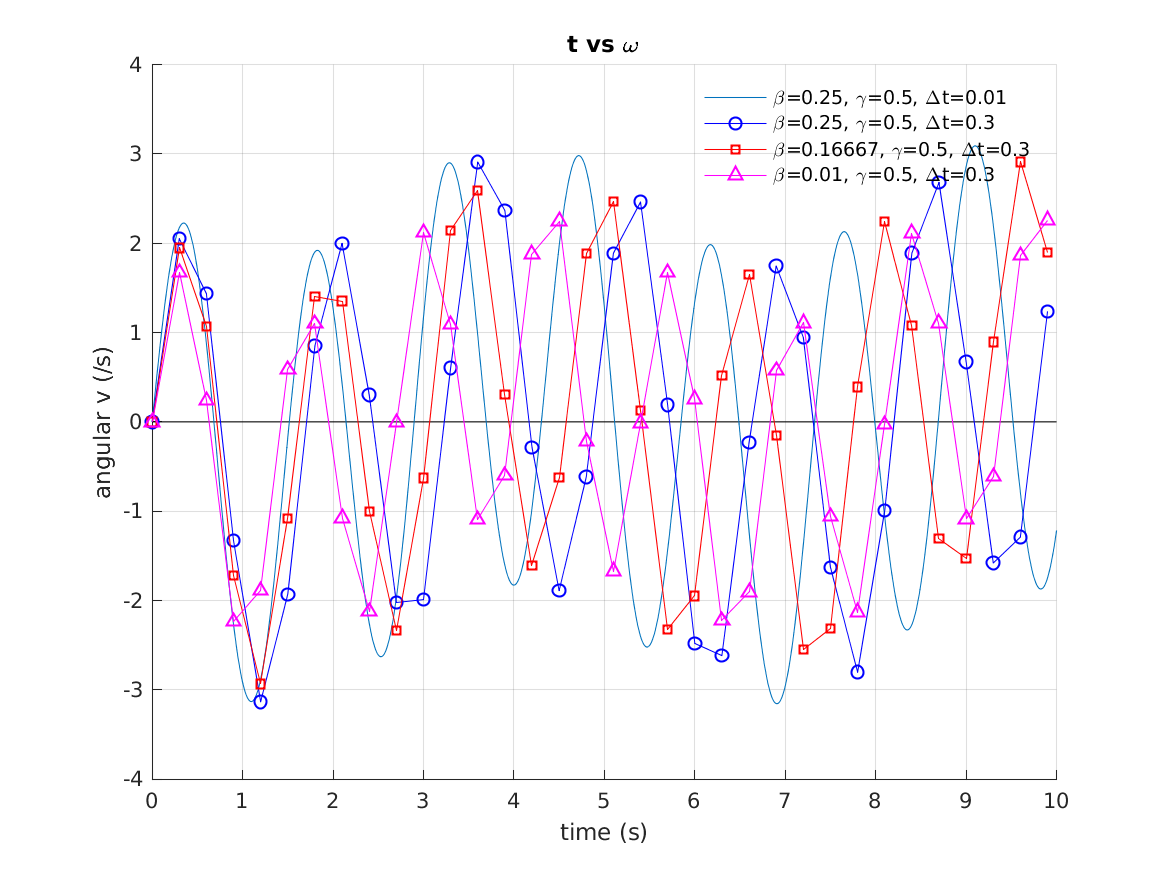 t vs ω
β=0.25, γ=0.5, Δt=0.01
β=0.25, γ=0.5, Δt=0.3
β=0.16667, γ=0.5, Δt=0.3
β=0.01, γ=0.5, Δt=0.3
angular v (/s)
4
3
2
1
0
-1
-2
-3
-4
0 1 2 3 4 5 6 7 8 9 10
time (s)